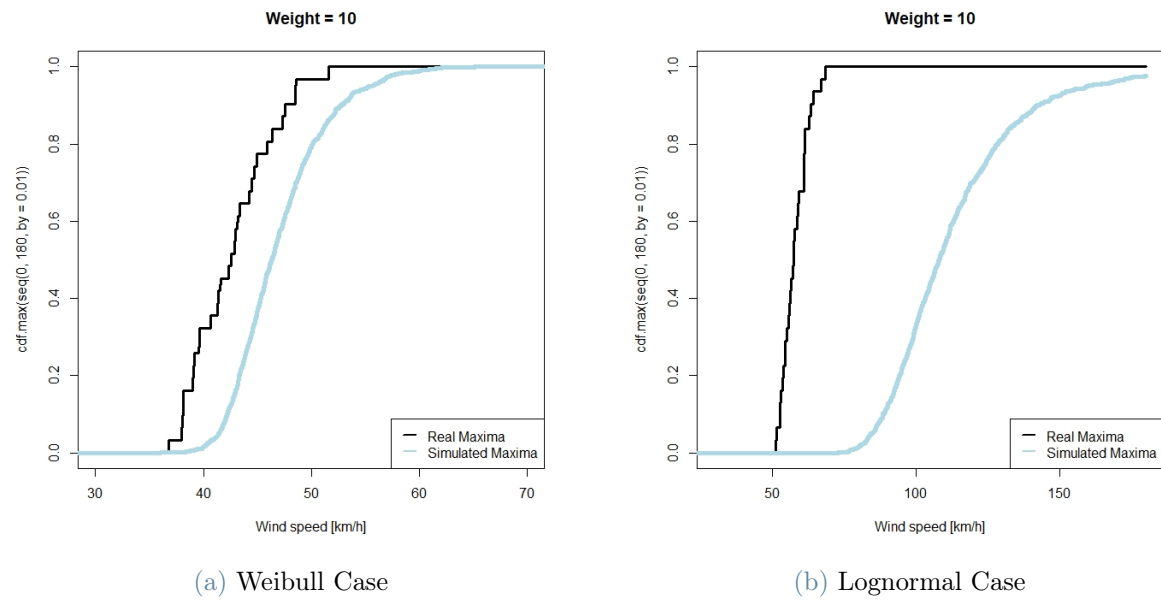 Weight = 10
cdf.max(seq(0, 180, by = 0.01))
1.0
0.8
0.6
0.4
0.2
0.0
Real Maxima
Simulated Maxima
30 40 50 60 70
Wind speed [km/h]
(a) Weibull Case
Weight = 10
cdf.max(seq(0, 180, by = 0.01))
1.0
0.8
0.6
0.4
0.2
0.0
Real Maxima
Simulated Maxima
50 100 150
Wind speed [km/h]
(b) Lognormal Case